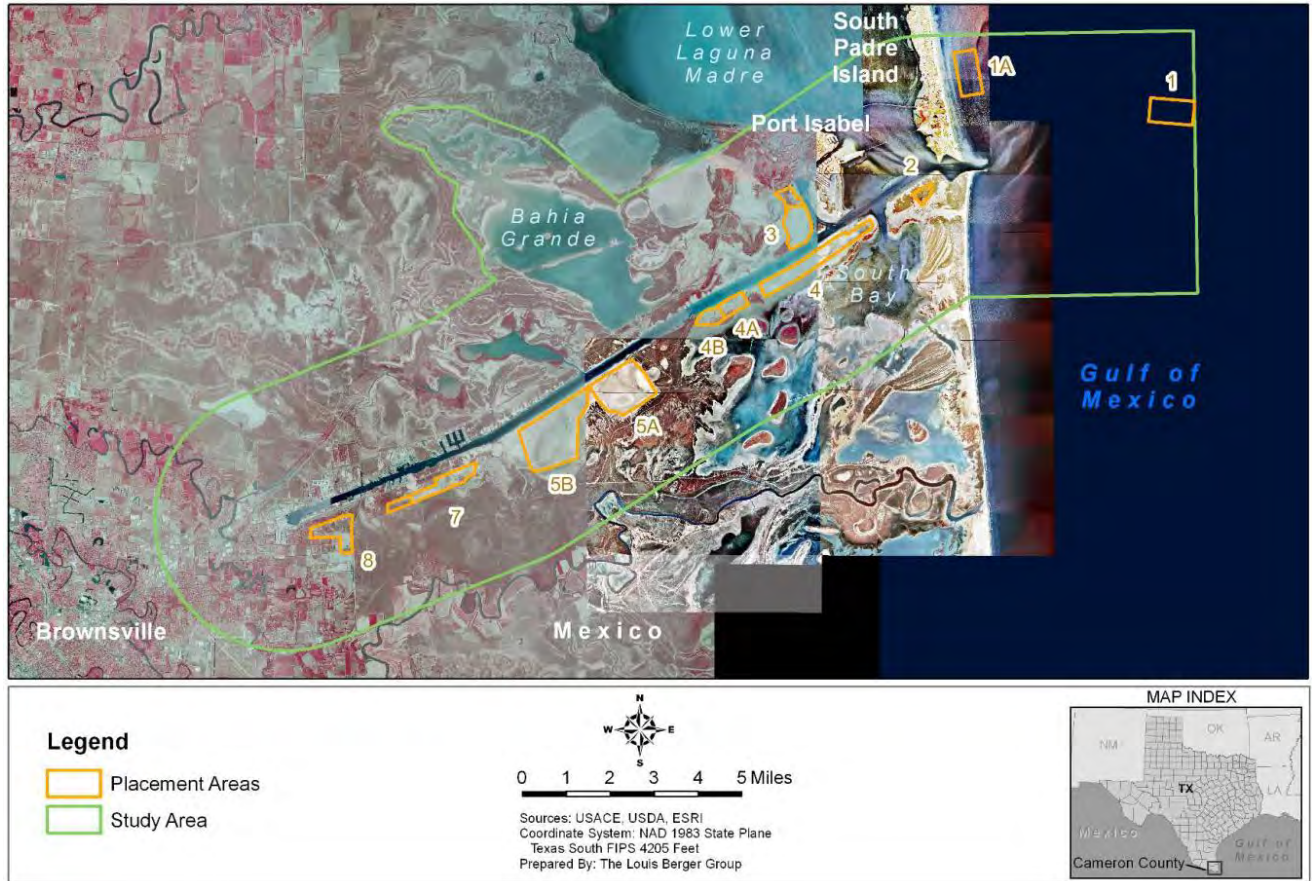 Lower
Laguna
Madre
South
Padre
Island
1A
1
Port Isabel
2
Bahia
Grande
3
South
Bay
4
4A
4B
Gulf of
Mexico
5A
5B
7
8
Brownsville
Mexico
Legend
Placement Areas
Study Area
N
W
E
S
0 1 2 3 4 5 Miles
Sources: USACE, USDA, ESRI
Coordinate System: NAD 1983 State Plane
Texas South FIPS 4205 Feet
Prepared By: The Louis Berger Group
MAP INDEX
NM
OK
AR
TX
LA
Mexico
Gulf of
Mexico
Cameron County